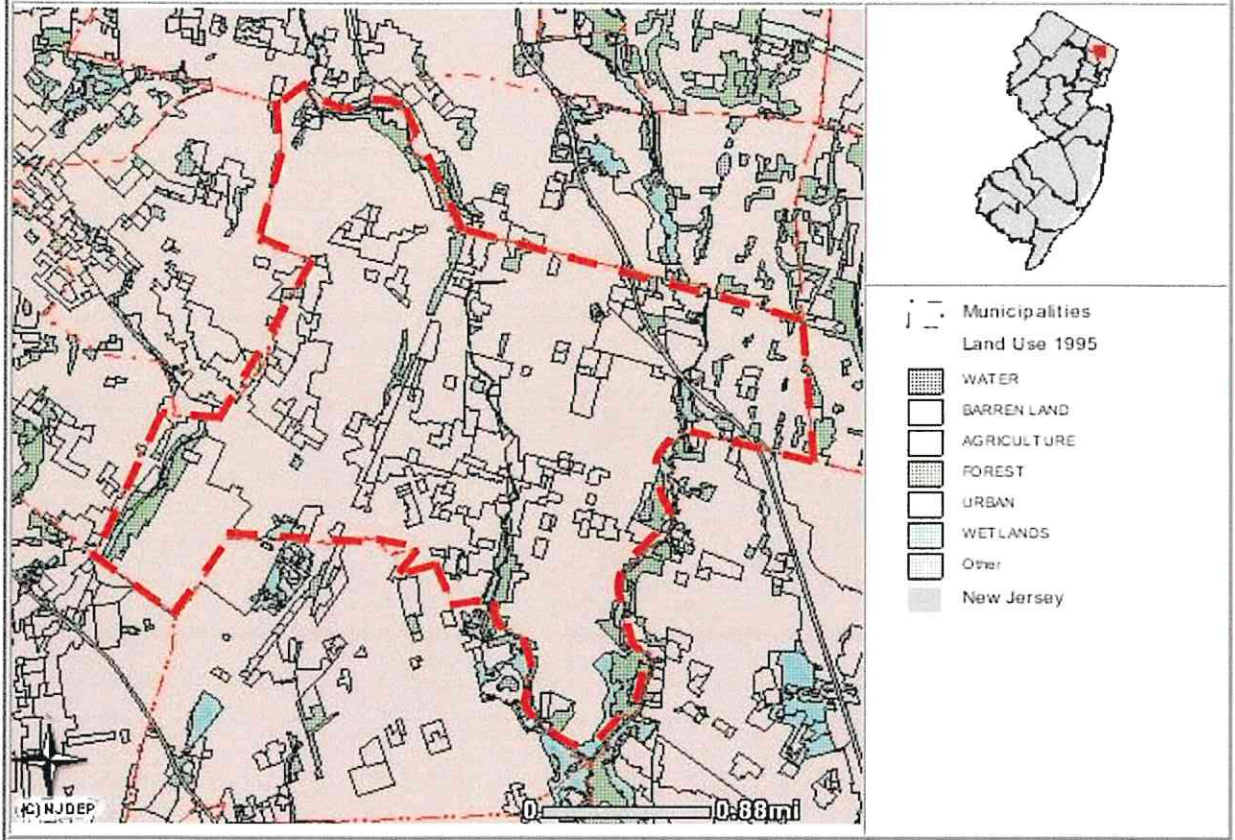 Municipalities
Land Use 1995
WATER
BARREN LAND
AGRICULTURE
FOREST
URBAN
WETLANDS
Other
New Jersey
(C) NJDEP
0 0.88mi